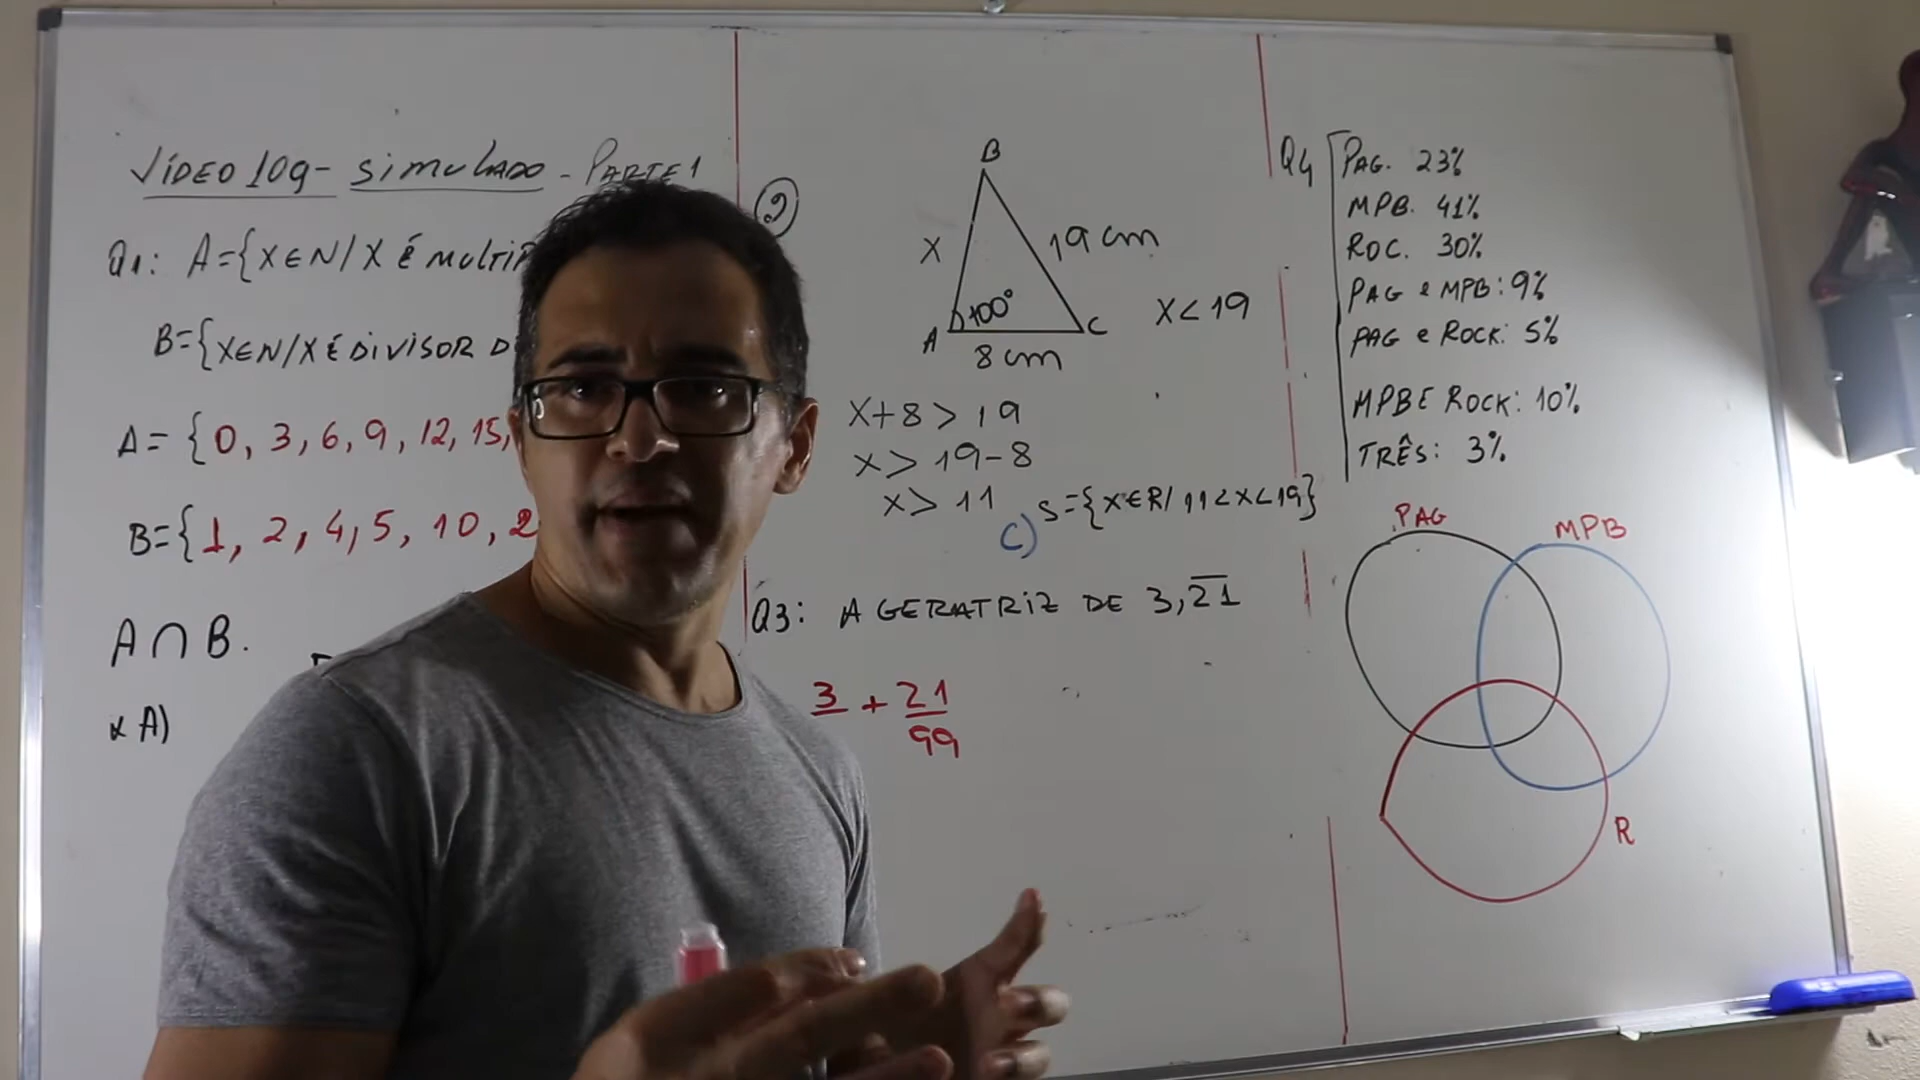 VÍDEO 109 - SIMULADO - PARTE 1
Q1: A={X∈N/ X É MULTIP
B={X∈N/X É DIVISOR D
A= {0, 3, 6, 9, 12, 15,
B={1, 2, 4, 5, 10, 2
A∩B.
x A)
2
B
X
19 cm
100°
A
C
8 cm
X<19
X+8 > 19
X > 19-8
X > 11
C) S={X∈R/ 11<X<19}
Q3: A GERATRIZ DE 3,2̅1̅
3 + 21
99
Q4
PAG. 23%
MPB. 41%
ROC. 30%
PAG e MPB: 9%
PAG e ROCK: 5%
MPB E ROCK: 10%
TRÊS: 3%
PAG
MPB
R